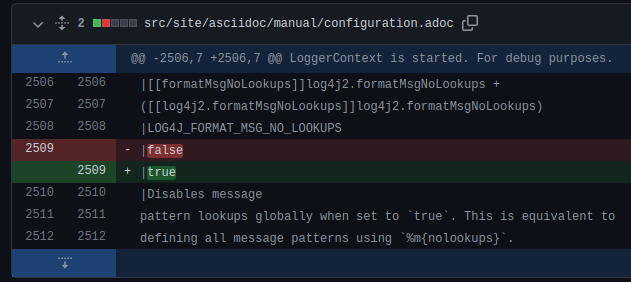 2 src/site/asciidoc/manual/configuration.adoc
@@ -2506,7 +2506,7 @@ LoggerContext is started. For debug purposes.
2506 2506 |[[formatMsgNoLookups]]log4j2.formatMsgNoLookups +
2507 2507 ([[log4j2.formatMsgNoLookups]]log4j2.formatMsgNoLookups)
2508 2508 |LOG4J_FORMAT_MSG_NO_LOOKUPS
2509 - |false
2509 + |true
2510 2510 |Disables message
2511 2511 pattern lookups globally when set to `true`. This is equivalent to
2512 2512 defining all message patterns using `%m{nolookups}`.